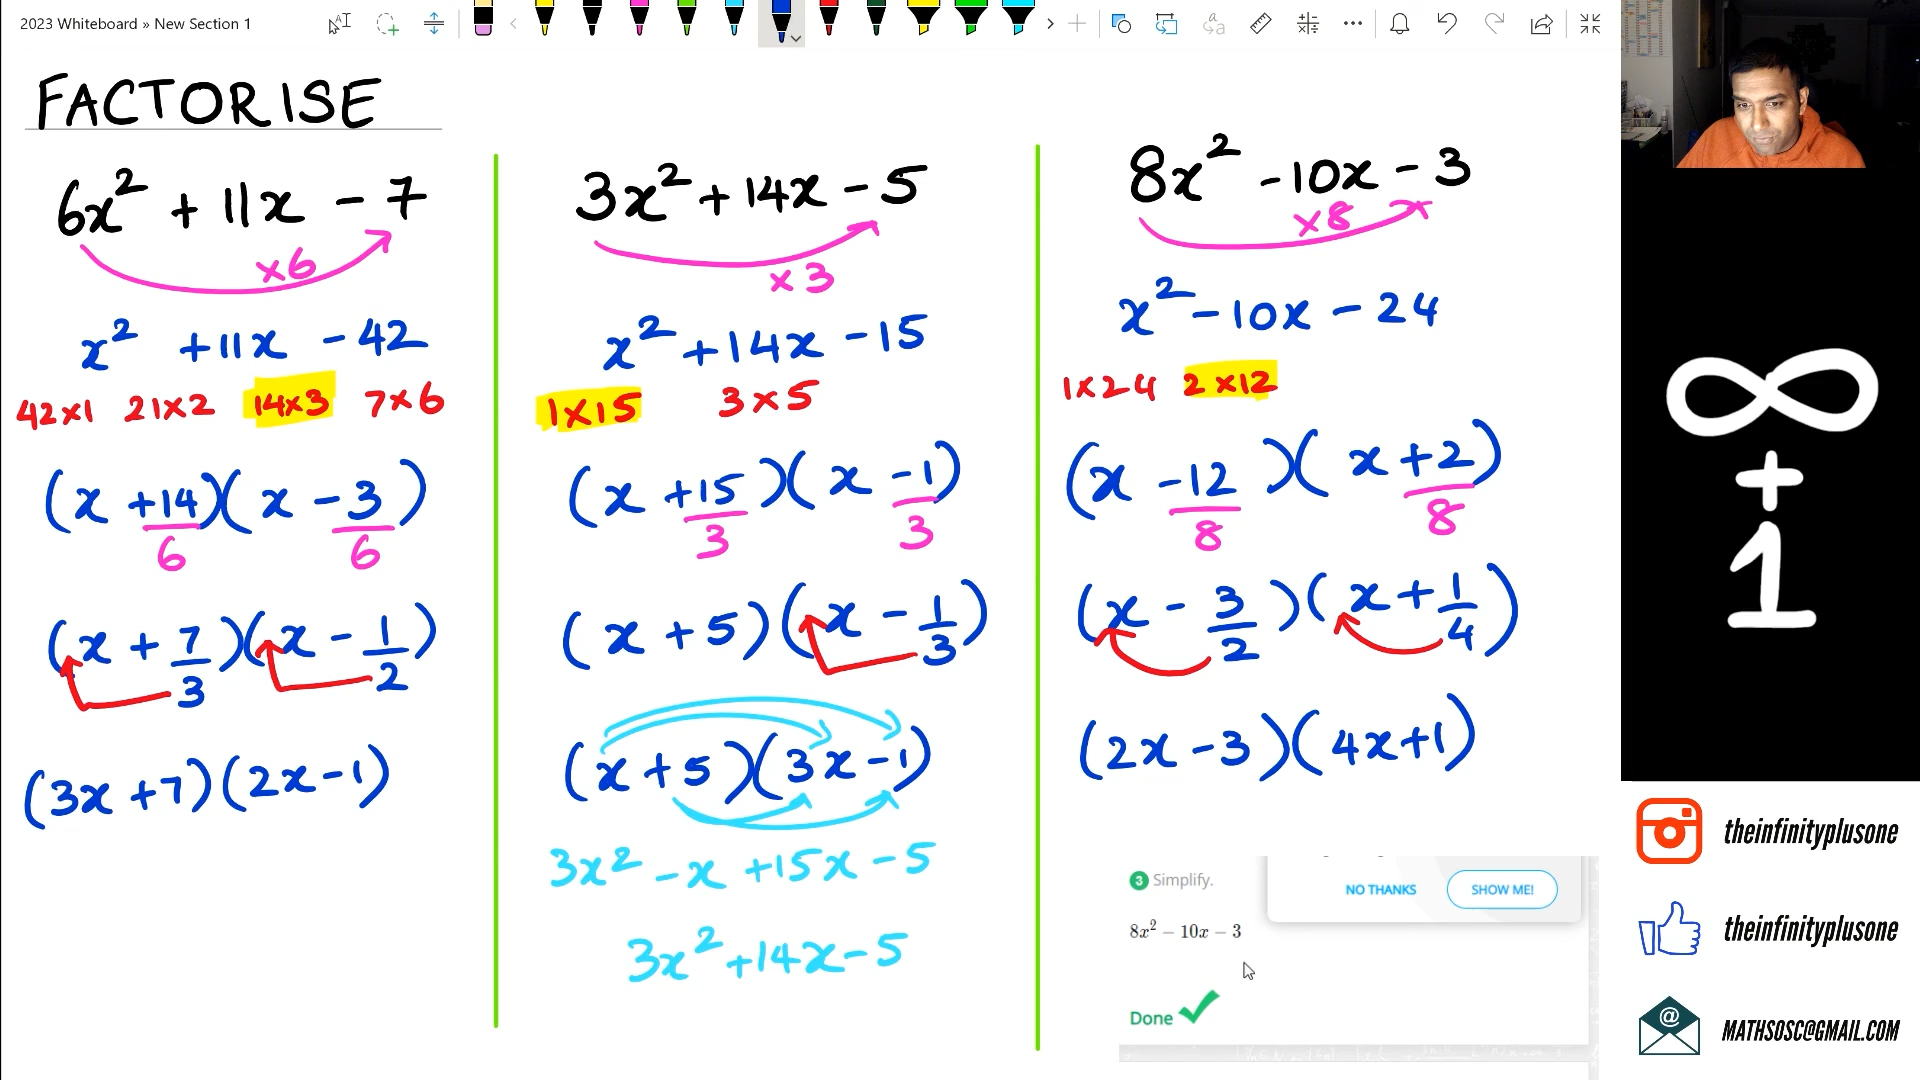 2023 Whiteboard » New Section 1
FACTORISE
6x² + 11x - 7
×6
x² +11x -42
42×1 21×2 14×3 7×6
(x +14)(x -3)
6 6
(x + 7/3)(x - 1/2)
(3x +7)(2x -1)
3x² +14x -5
×3
x² +14x -15
1×15 3×5
(x +15)(x -1)
3 3
(x +5)(x - 1/3)
(x +5)(3x -1)
3x² -x +15x -5
3x² +14x -5
8x² -10x -3
×8
x² -10x -24
1×24 2×12
(x -12)(x +2)
8 8
(x - 3/2)(x + 1/4)
(2x -3)(4x+1)
3 Simplify.
NO THANKS SHOW ME!
8x² − 10x − 3
Done
∞
+
1
theinfinityplusone
theinfinityplusone
MATHSOSC@GMAIL.COM